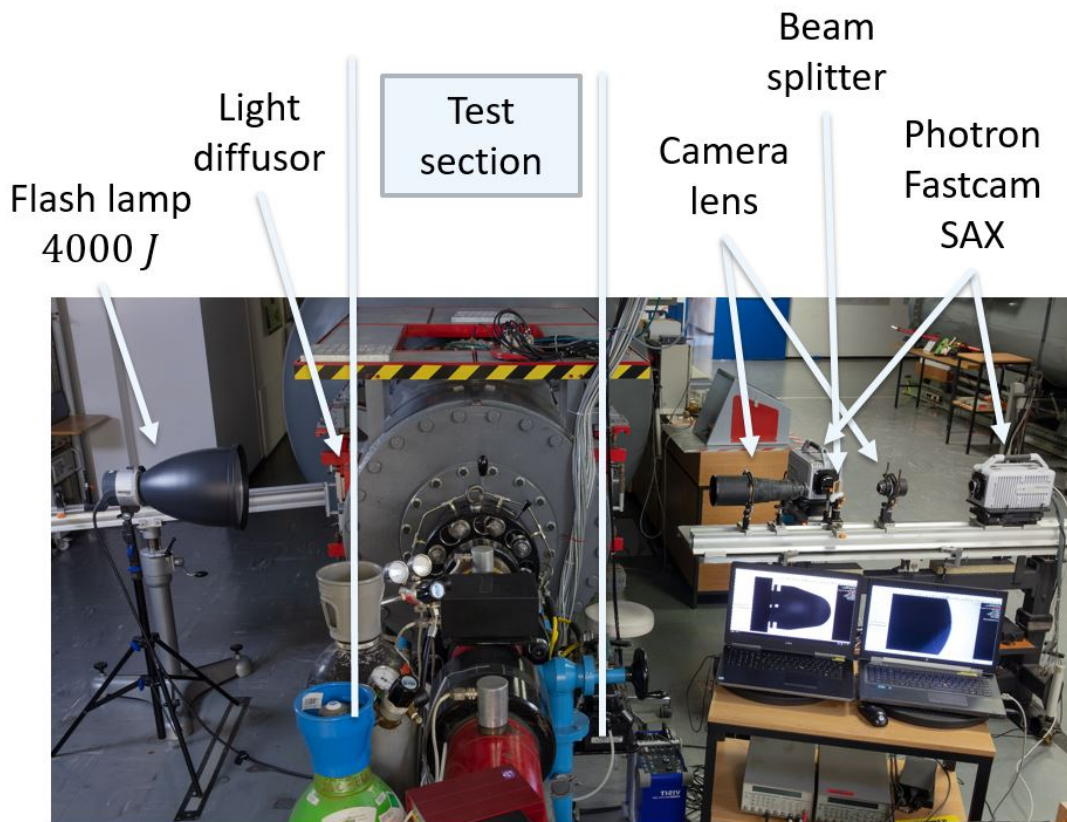 Beam
splitter
Light
diffusor
Test
section
Camera
lens
Photron
Fastcam
SAX
Flash lamp
4000 J